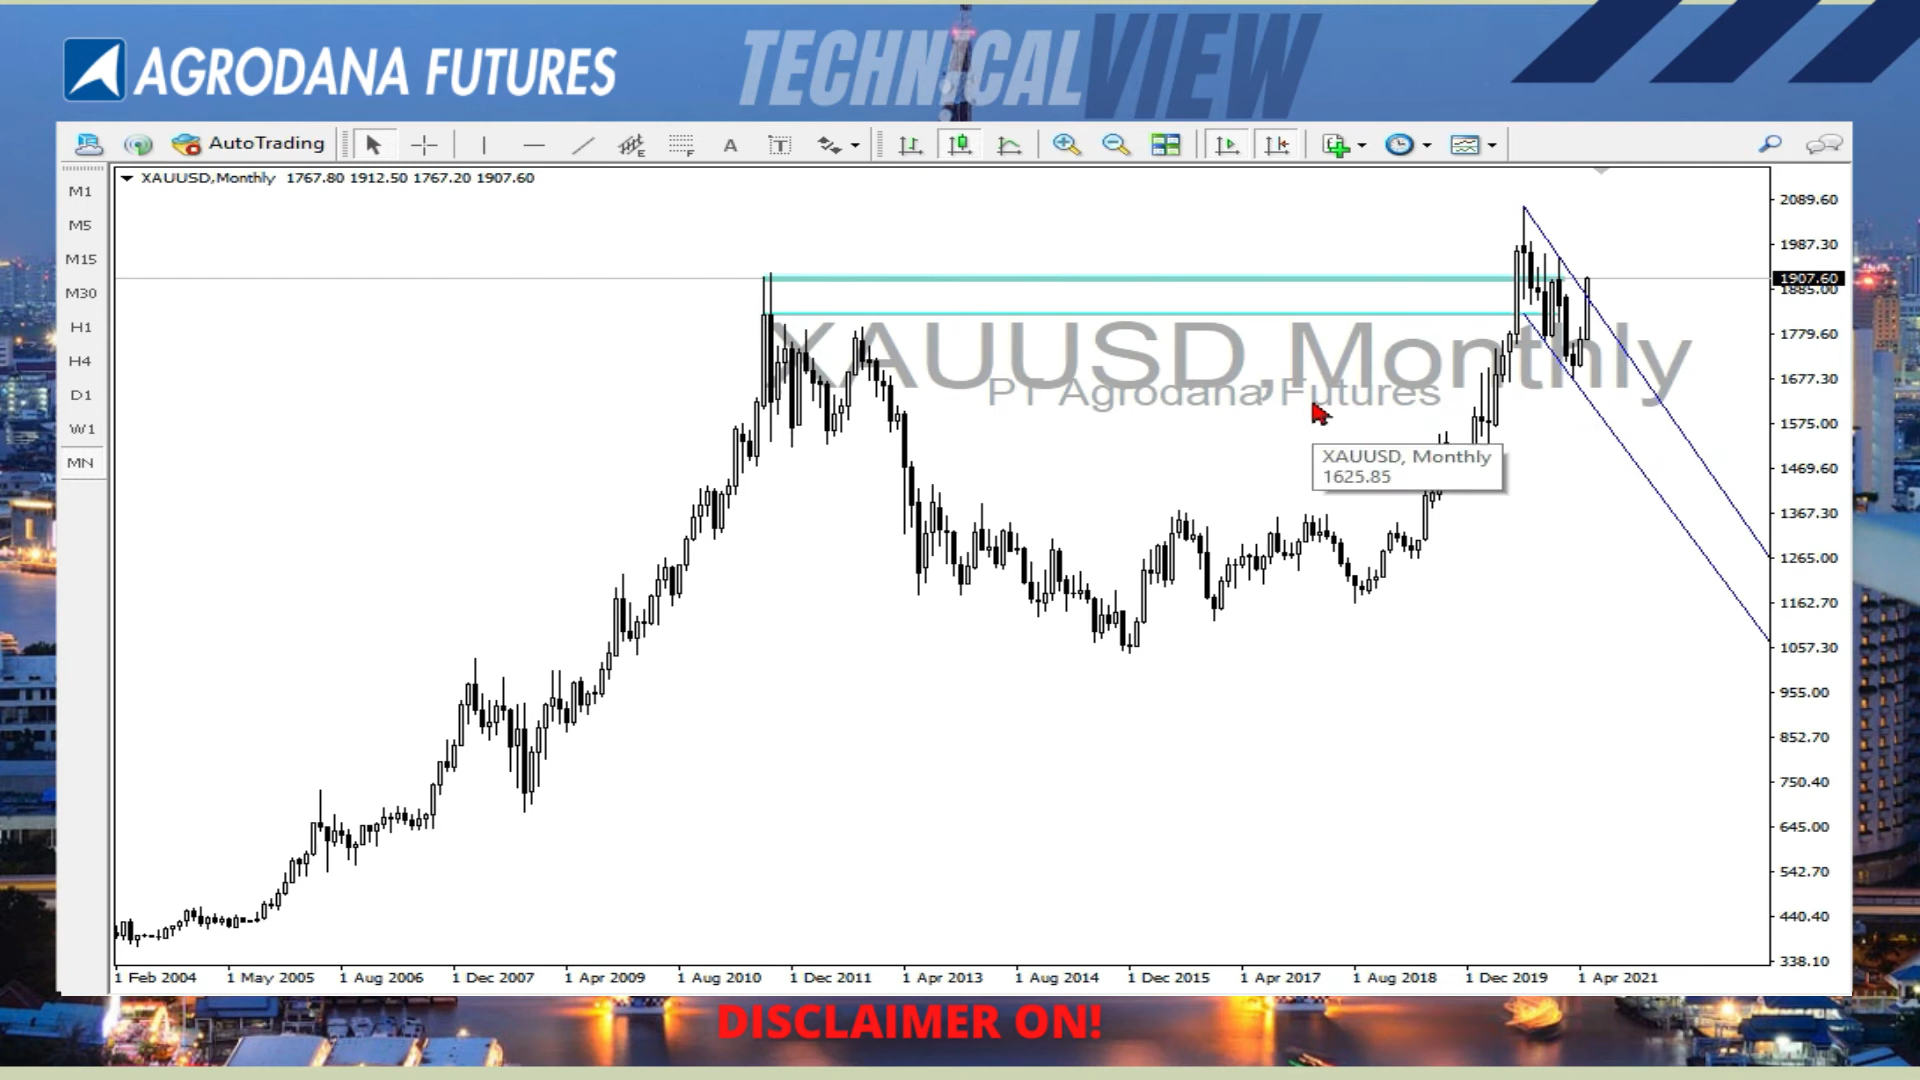 AGRODANA FUTURES
TECHNICAL VIEW
AutoTrading
E
F
A
T
M1
M5
M15
M30
H1
H4
D1
W1
MN
XAUUSD,Monthly 1767.80 1912.50 1767.20 1907.60
XAUUSD,Monthly
PT Agrodana Futures
XAUUSD, Monthly
1625.85
2089.60
1987.30
1907.60
1885.00
1779.60
1677.30
1575.00
1469.60
1367.30
1265.00
1162.70
1057.30
955.00
852.70
750.40
645.00
542.70
440.40
338.10
1 Feb 2004
1 May 2005
1 Aug 2006
1 Dec 2007
1 Apr 2009
1 Aug 2010
1 Dec 2011
1 Apr 2013
1 Aug 2014
1 Dec 2015
1 Apr 2017
1 Aug 2018
1 Dec 2019
1 Apr 2021
DISCLAIMER ON!